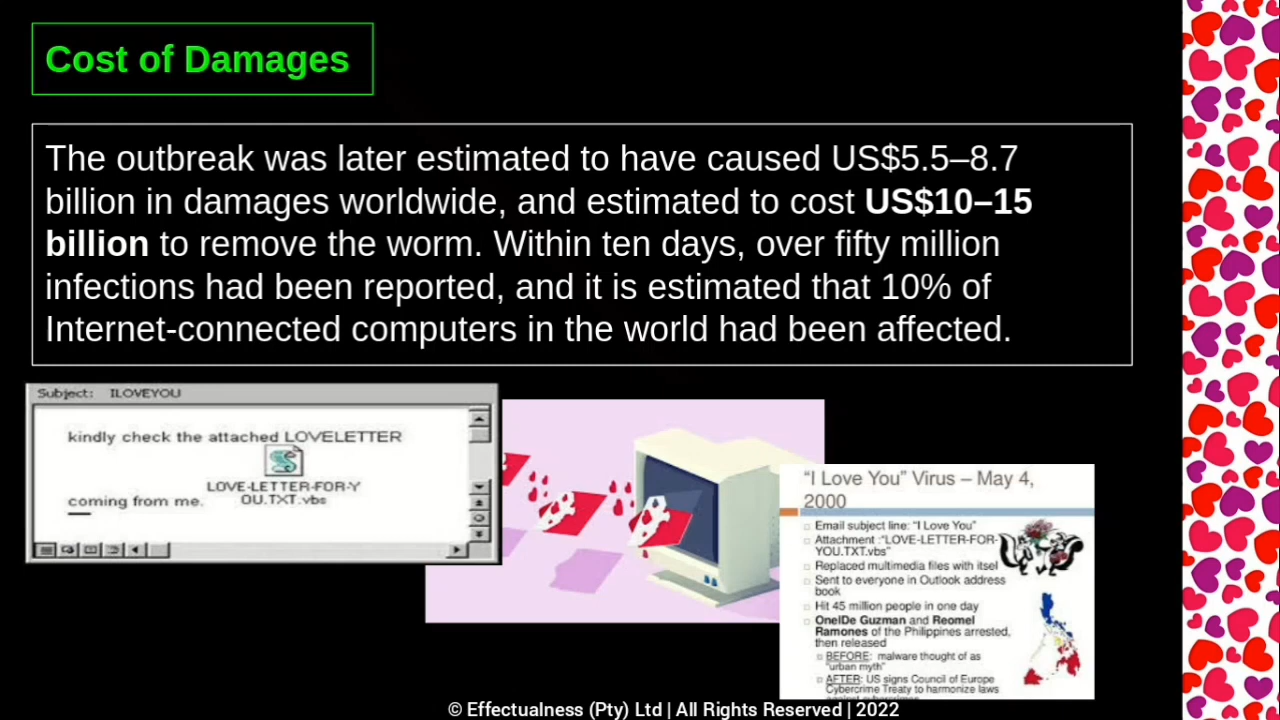 Cost of Damages
The outbreak was later estimated to have caused US$5.5–8.7
billion in damages worldwide, and estimated to cost US$10–15
billion to remove the worm. Within ten days, over fifty million
infections had been reported, and it is estimated that 10% of
Internet-connected computers in the world had been affected.
Subject: ILOVEYOU
kindly check the attached LOVELETTER
LOVE-LETTER-FOR-Y
OU.TXT.vbs
coming from me.
“I Love You” Virus – May 4,
2000
Email subject line: “I Love You”
Attachment :“LOVE-LETTER-FOR-
YOU.TXT.vbs”
Replaced multimedia files with itsel
Sent to everyone in Outlook address
book
Hit 45 million people in one day
OnelDe Guzman and Reomel
Ramones of the Philippines arrested,
then released
BEFORE: malware thought of as
“urban myth”
AFTER: US signs Council of Europe
Cybercrime Treaty to harmonize laws
against cybercrimes
© Effectualness (Pty) Ltd | All Rights Reserved | 2022